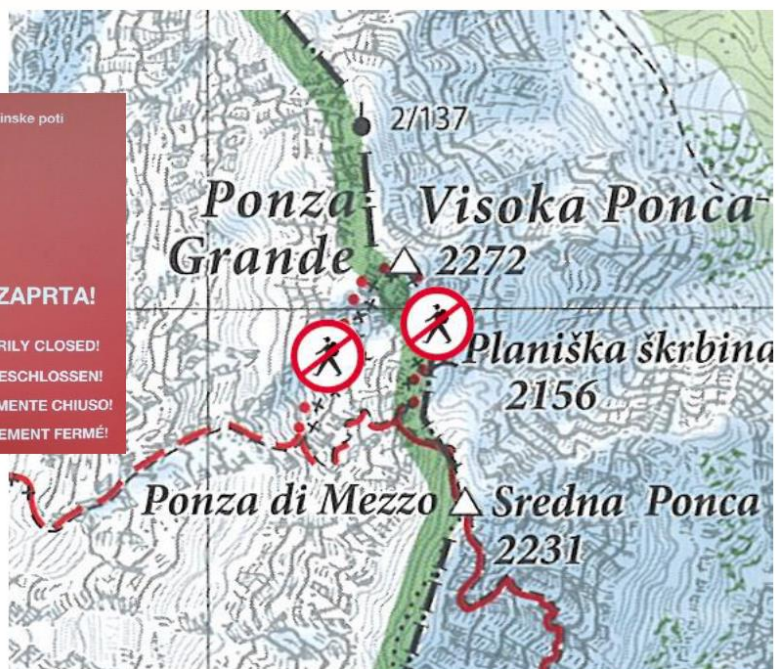 inske poti
ZAPRTA!
RILY CLOSED!
ESCHLOSSEN!
MENTE CHIUSO!
EMENT FERMÉ!
2/137
Ponza Grande
Visoka Ponca
2272
Planiška škrbina
2156
Ponza di Mezzo
Sredna Ponca
2231